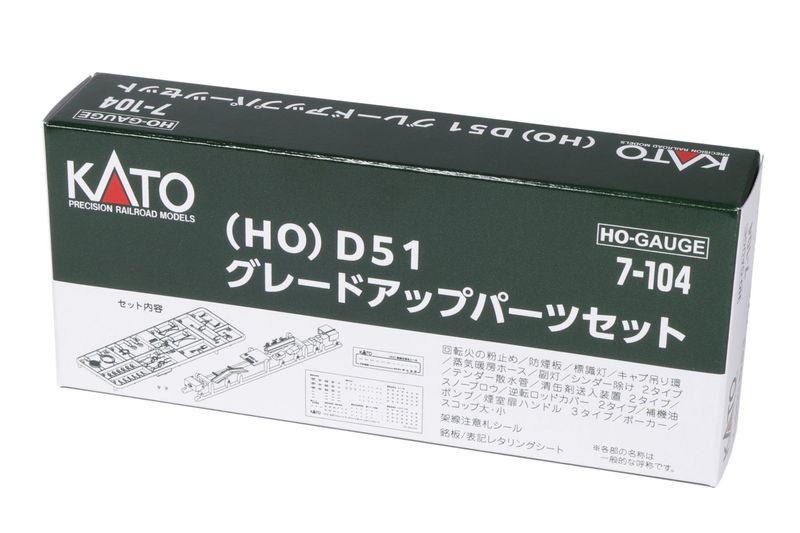 HO-GAUGE
7-104
(HO) D51 グレードアップパーツセット
KATO
PRECISION RAILROAD MODELS
KATO
PRECISION RAILROAD MODELS
(HO) D51
グレードアップパーツセット
HO-GAUGE
7-104
セット内容
KATO
KATO
回転火の粉止め/防煙板/標識灯/キャブ吊り環
/蒸気暖房ホース/副灯/シンダー除け 2タイプ
/テンダー散水管/清缶剤送入装置 2タイプ/
スノープロウ/逆転ロッドカバー 2タイプ/補機油
ポンプ/煙室扉ハンドル 3タイプ/ポーカー/
スコップ大・小
架線注意札シール
銘板/表記レタリングシート
※各部の名称は
一般的な呼称です。